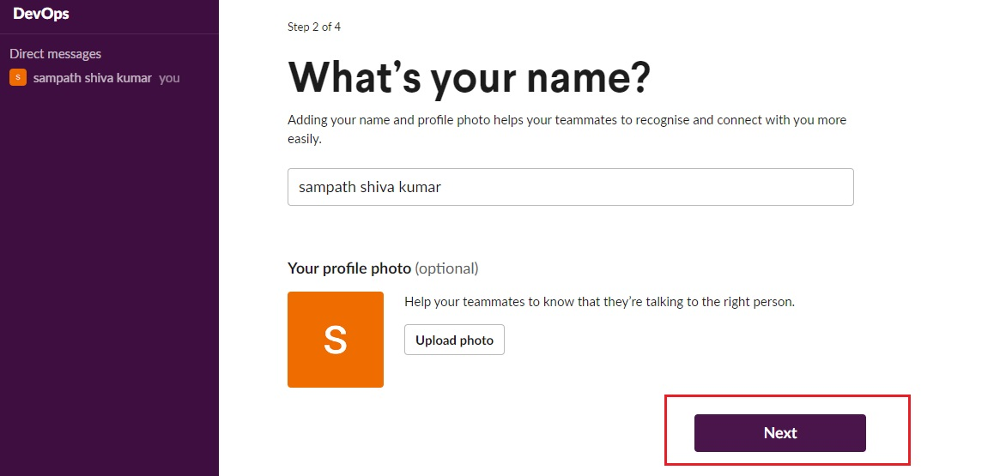 DevOps
Direct messages
S sampath shiva kumar you
Step 2 of 4
What's your name?
Adding your name and profile photo helps your teammates to recognise and connect with you more
easily.
sampath shiva kumar
Your profile photo (optional)
S
Help your teammates to know that they're talking to the right person.
Upload photo
Next